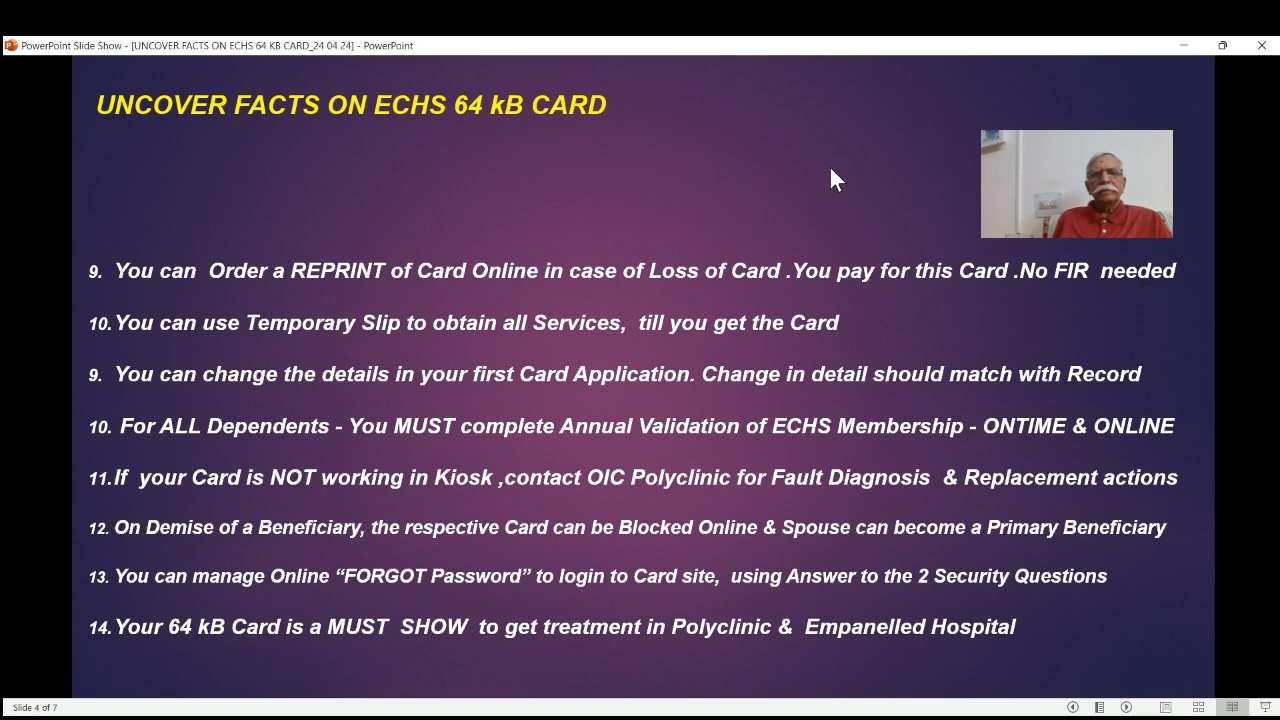 PowerPoint Slide Show - [UNCOVER FACTS ON ECHS 64 KB CARD_24 04 24] - PowerPoint
UNCOVER FACTS ON ECHS 64 kB CARD
9. You can Order a REPRINT of Card Online in case of Loss of Card .You pay for this Card .No FIR needed
10. You can use Temporary Slip to obtain all Services, till you get the Card
9. You can change the details in your first Card Application. Change in detail should match with Record
10. For ALL Dependents - You MUST complete Annual Validation of ECHS Membership - ONTIME & ONLINE
11. If your Card is NOT working in Kiosk ,contact OIC Polyclinic for Fault Diagnosis & Replacement actions
12. On Demise of a Beneficiary, the respective Card can be Blocked Online & Spouse can become a Primary Beneficiary
13. You can manage Online “FORGOT Password” to login to Card site, using Answer to the 2 Security Questions
14. Your 64 kB Card is a MUST SHOW to get treatment in Polyclinic & Empanelled Hospital
Slide 4 of 7